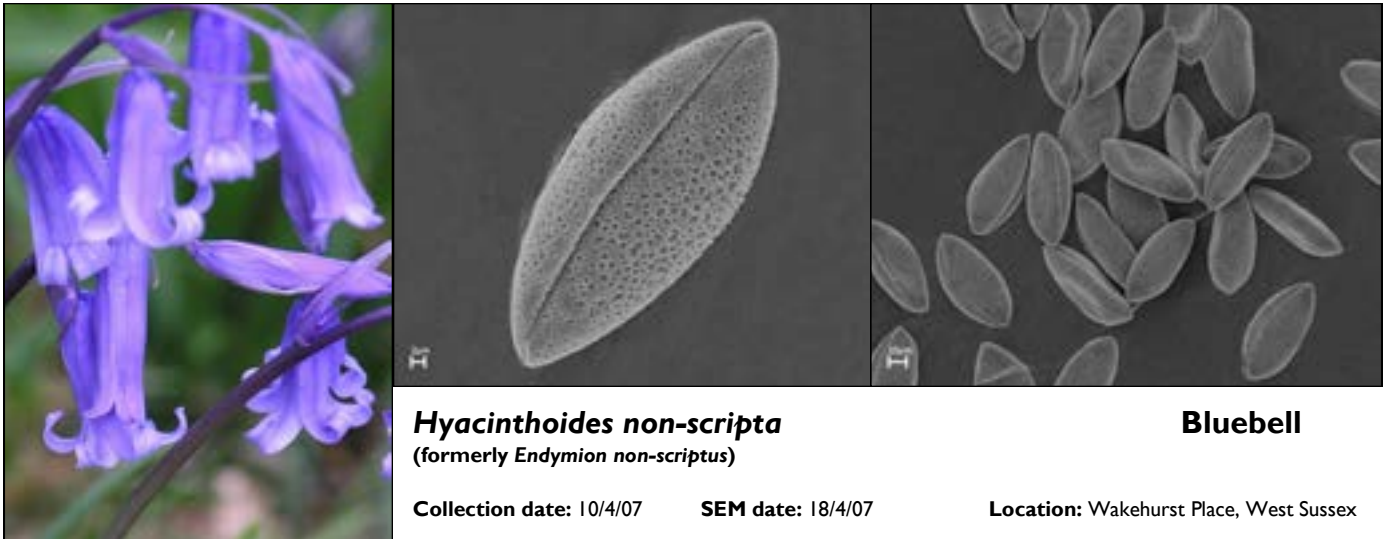 Hyacinthoides non-scripta
Bluebell
(formerly Endymion non-scriptus)
Collection date: 10/4/07 SEM date: 18/4/07 Location: Wakehurst Place, West Sussex